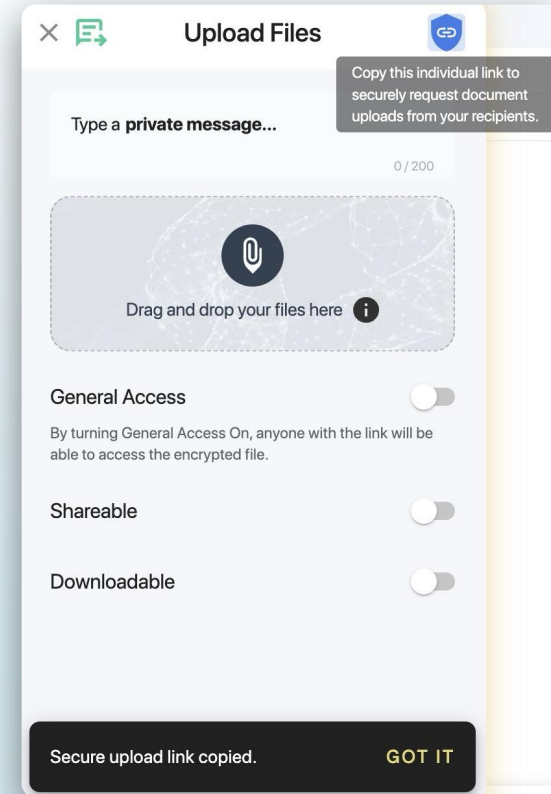 Upload Files
Copy this individual link to
securely request document
uploads from your recipients.
Type a private message...
0 / 200
Drag and drop your files here
i
General Access
By turning General Access On, anyone with the link will be
able to access the encrypted file.
Shareable
Downloadable
Secure upload link copied.
GOT IT